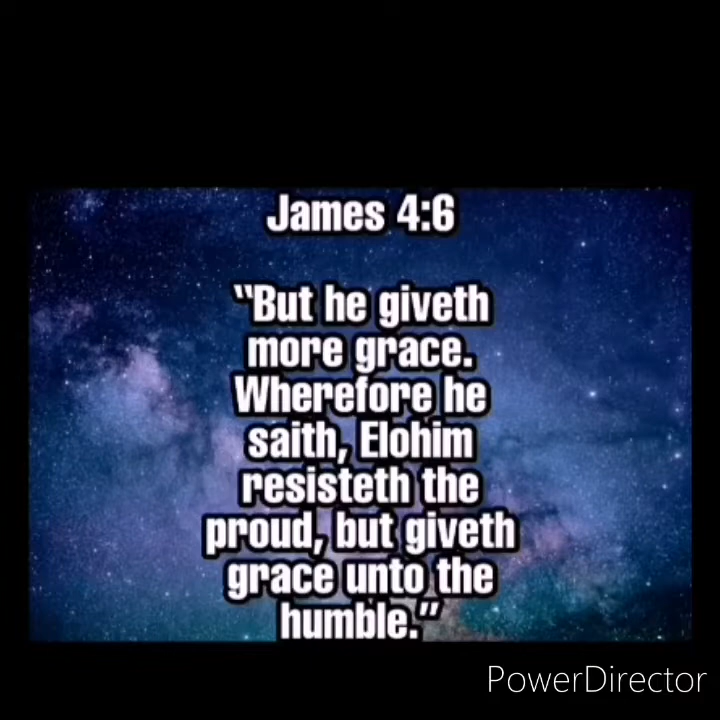 James 4:6
“But he giveth
more grace.
Wherefore he
saith, Elohim
resisteth the
proud, but giveth
grace unto the
humble.”
PowerDirector